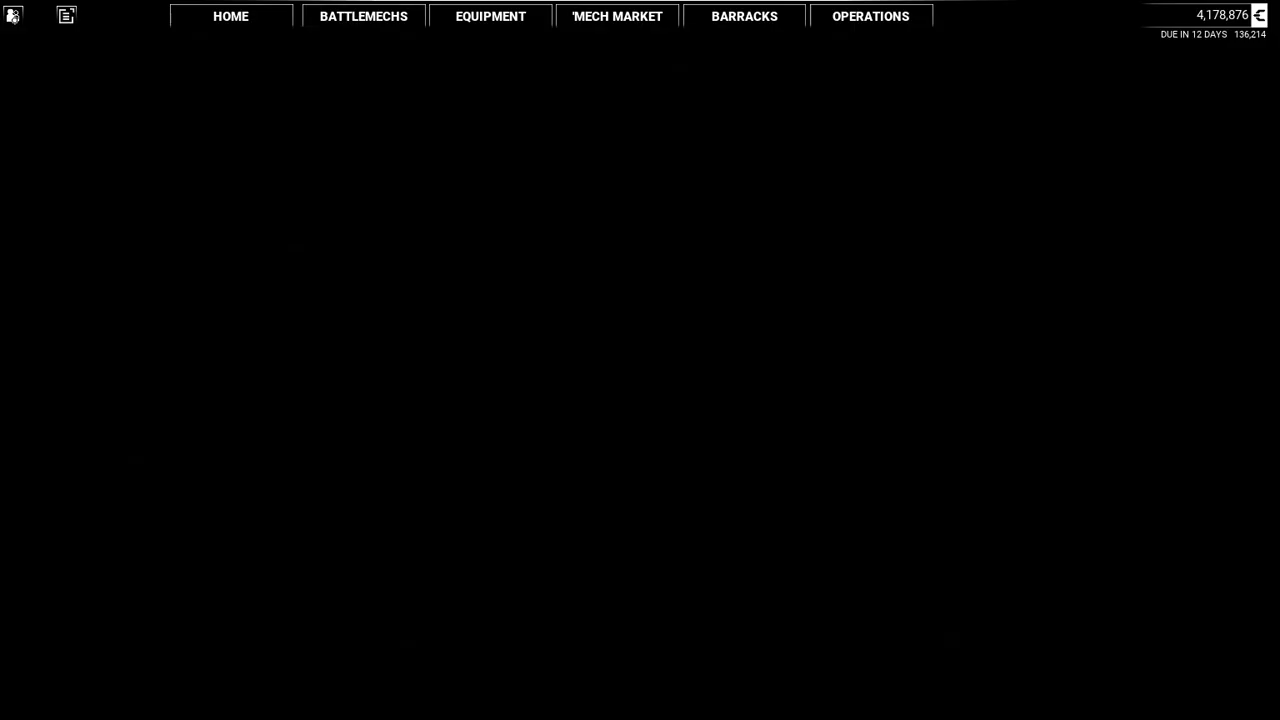 HOME
BATTLEMECHS
EQUIPMENT
'MECH MARKET
BARRACKS
OPERATIONS
4,178,876
DUE IN 12 DAYS 136,214